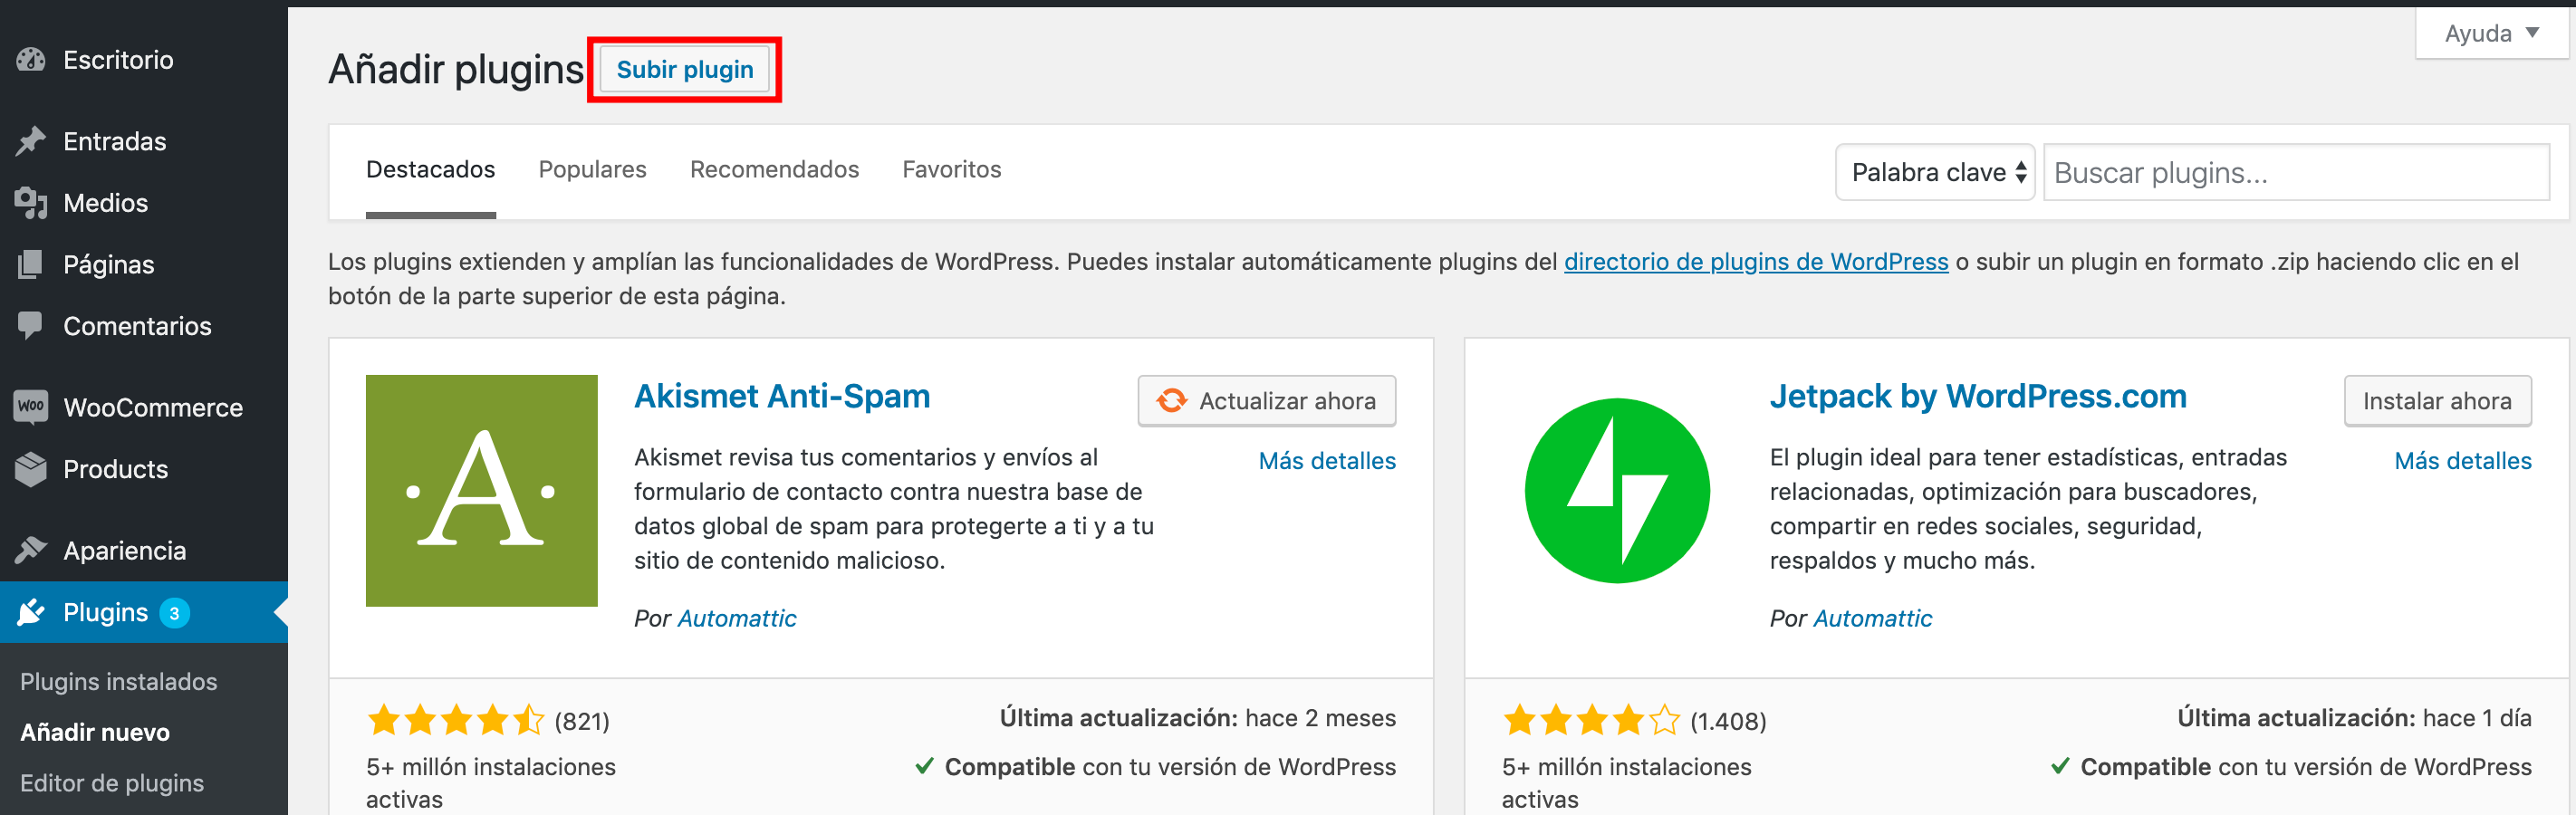 Ayuda
Escritorio
Entradas
Medios
Páginas
Comentarios
Woo WooCommerce
Products
Apariencia
Plugins 3
Plugins instalados
Añadir nuevo
Editor de plugins
Añadir plugins Subir plugin
Destacados Populares Recomendados Favoritos Palabra clave Buscar plugins...
Los plugins extienden y amplían las funcionalidades de WordPress. Puedes instalar automáticamente plugins del directorio de plugins de WordPress o subir un plugin en formato .zip haciendo clic en el
botón de la parte superior de esta página.
A
Akismet Anti-Spam
Actualizar ahora
Más detalles
Akismet revisa tus comentarios y envíos al
formulario de contacto contra nuestra base de
datos global de spam para protegerte a ti y a tu
sitio de contenido malicioso.
Por Automattic
(821)
5+ millón instalaciones
activas
Última actualización: hace 2 meses
Compatible con tu versión de WordPress
Jetpack by WordPress.com
Instalar ahora
Más detalles
El plugin ideal para tener estadísticas, entradas
relacionadas, optimización para buscadores,
compartir en redes sociales, seguridad,
respaldos y mucho más.
Por Automattic
(1.408)
5+ millón instalaciones
activas
Última actualización: hace 1 día
Compatible con tu versión de WordPress